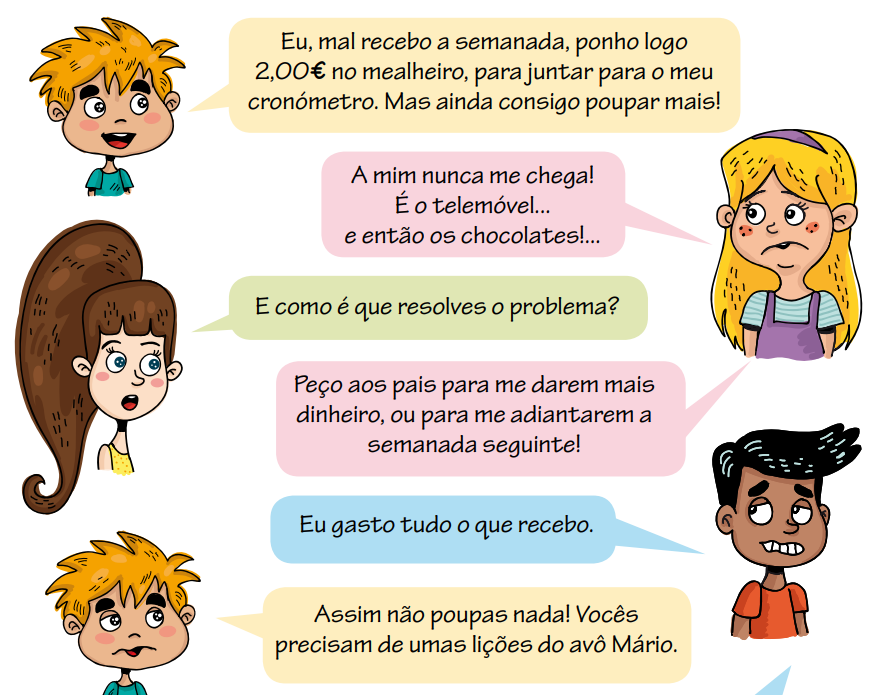 Eu, mal recebo a semanada, ponho logo
2,00€ no mealheiro, para juntar para o meu
cronómetro. Mas ainda consigo poupar mais!
A mim nunca me chega!
É o telemóvel...
e então os chocolates!...
E como é que resolves o problema?
Peço aos pais para me darem mais
dinheiro, ou para me adiantarem a
semanada seguinte!
Eu gasto tudo o que recebo.
Assim não poupas nada! Vocês
precisam de umas lições do avô Mário.